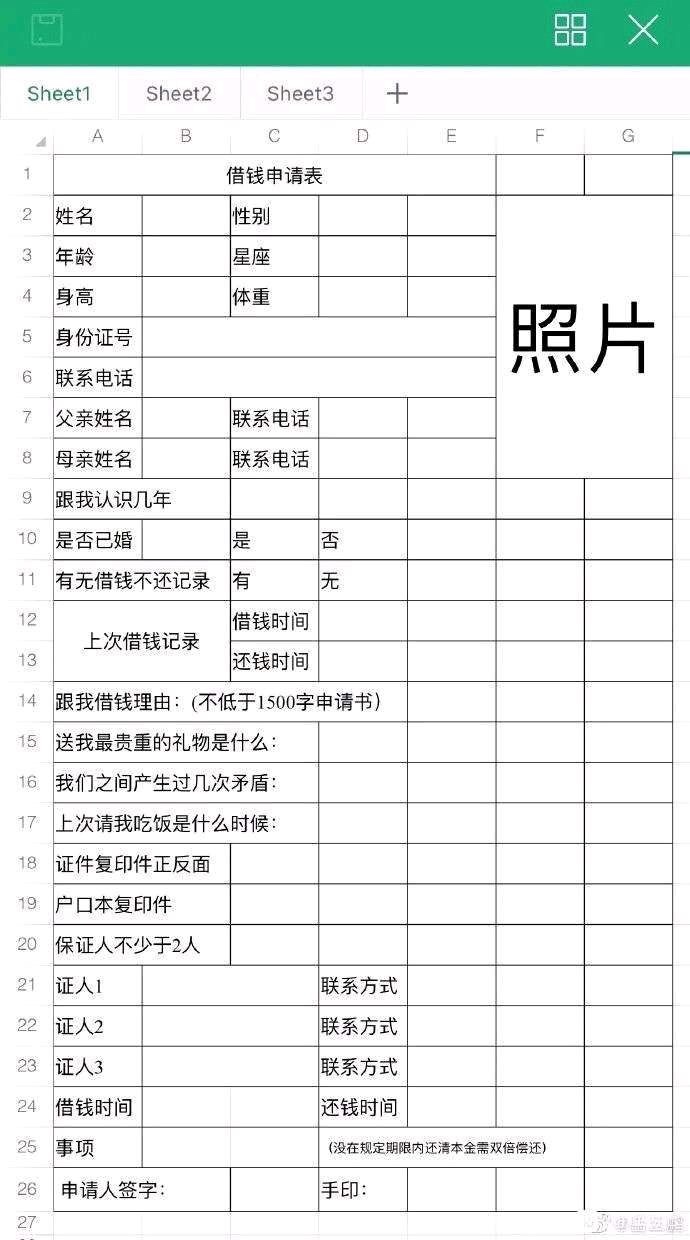 Sheet1 Sheet2 Sheet3 +
A B C D E F G
1 借钱申请表
2 姓名 性别
3 年龄 星座
4 身高 体重
照片
5 身份证号
6 联系电话
7 父亲姓名 联系电话
8 母亲姓名 联系电话
9 跟我认识几年
10 是否已婚 是 否
11 有无借钱不还记录 有 无
12 借钱时间
上次借钱记录
13 还钱时间
14 跟我借钱理由：(不低于1500字申请书）
15 送我最贵重的礼物是什么：
16 我们之间产生过几次矛盾：
17 上次请我吃饭是什么时候：
18 证件复印件正反面
19 户口本复印件
20 保证人不少于2人
21 证人1 联系方式
22 证人2 联系方式
23 证人3 联系方式
24 借钱时间 还钱时间
25 事项 (没在规定期限内还清本金需双倍偿还)
26 申请人签字： 手印：
27